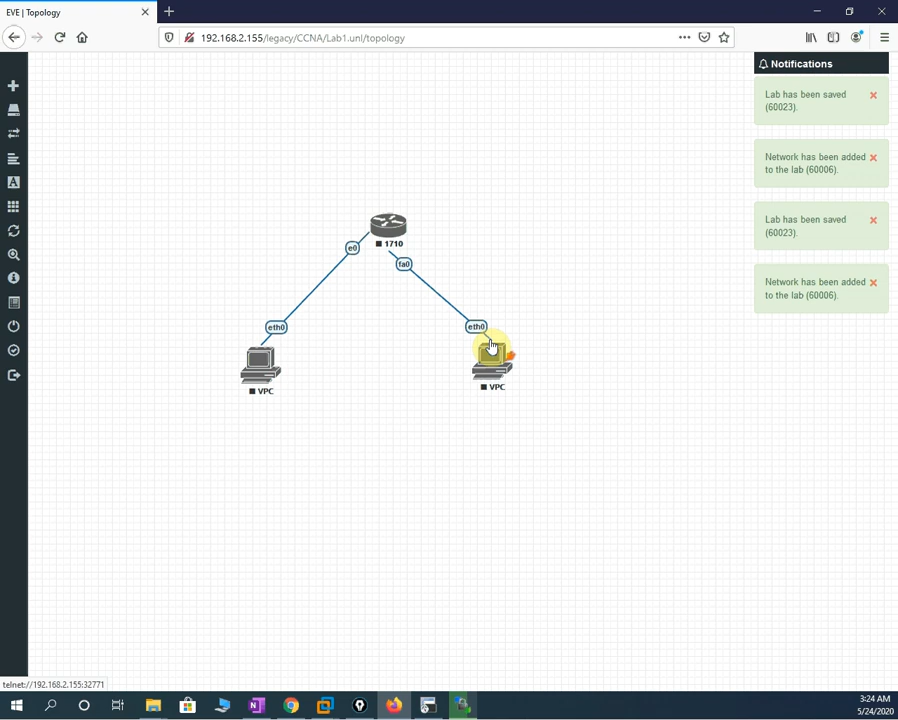 EVE | Topology
192.168.2.155/legacy/CCNA/Lab1.unl/topology
Notifications
Lab has been saved
(60023).
Network has been added
to the lab (60006).
Lab has been saved
(60023).
Network has been added
to the lab (60006).
1710
e0
fa0
eth0
eth0
VPC
VPC
telnet://192.168.2.155:32771
3:24 AM
5/24/2020